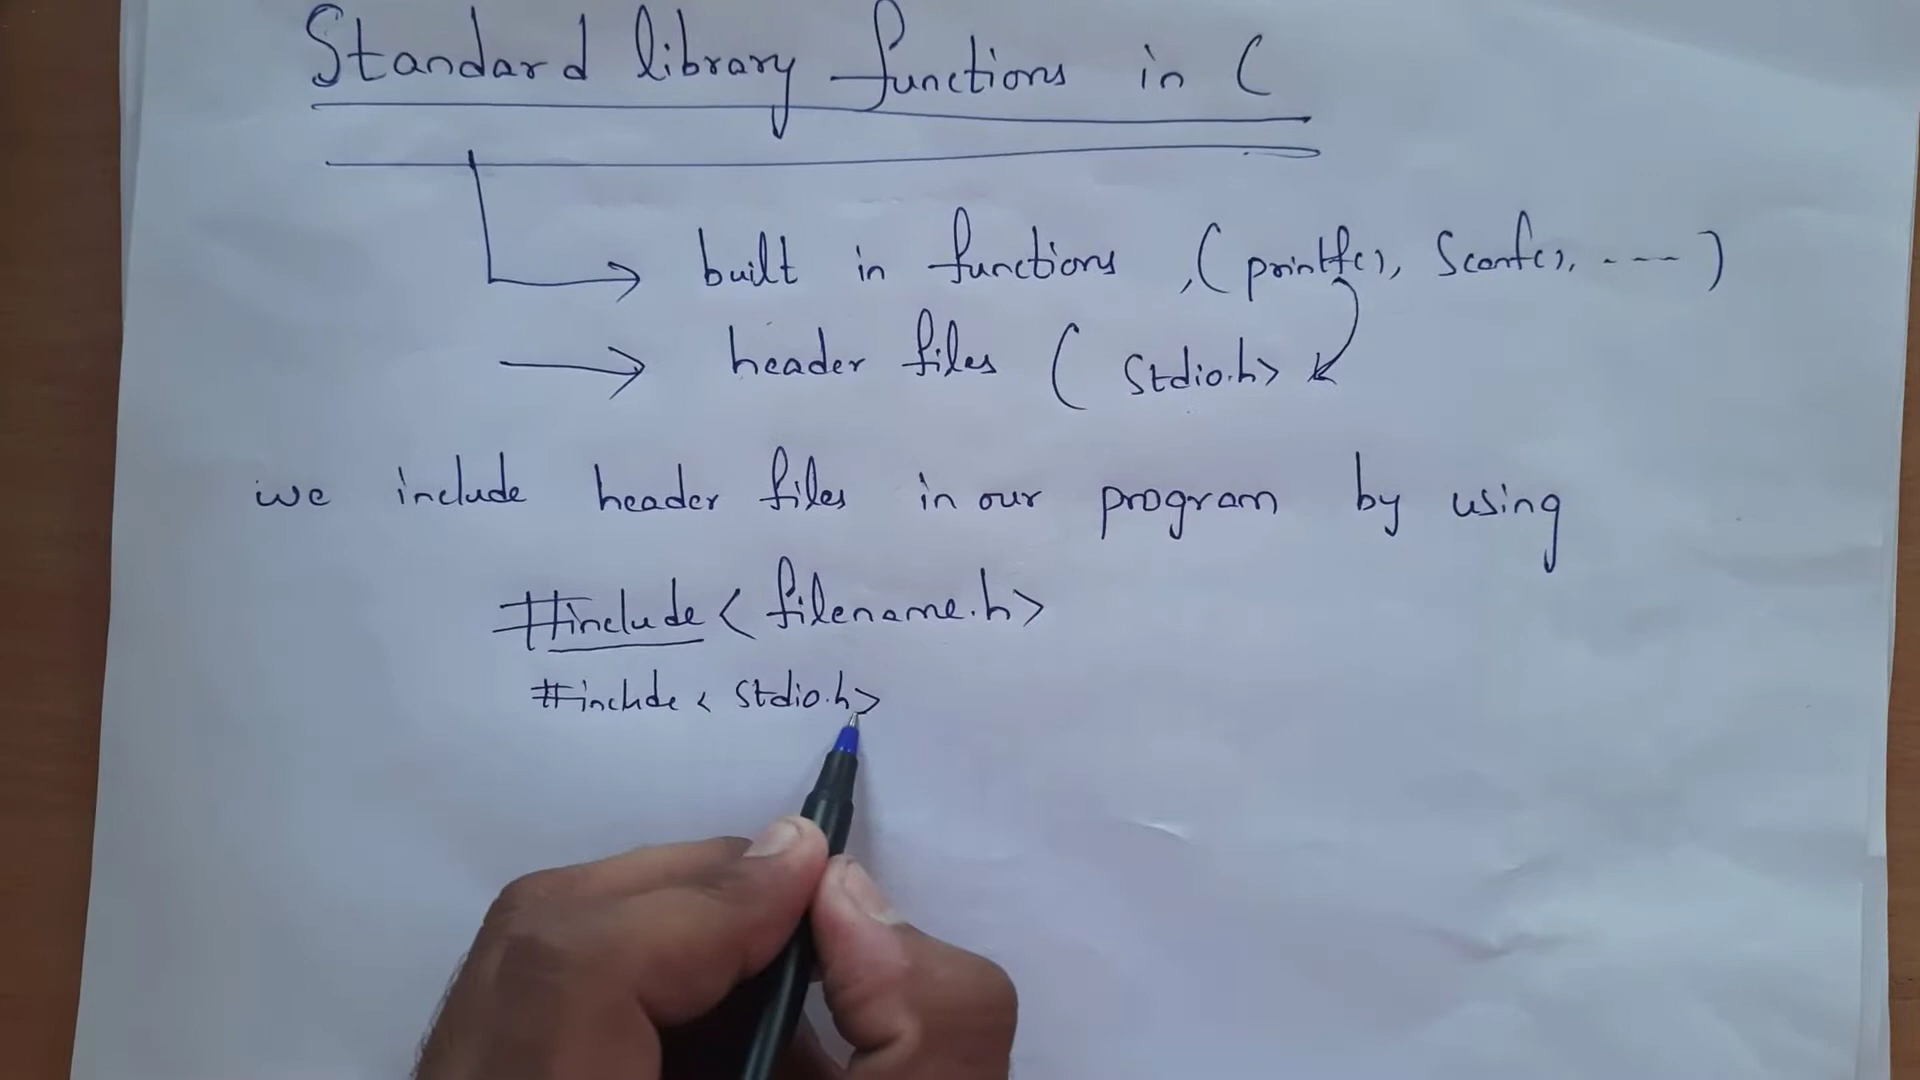 Standard library functions in C
built in functions, (printf(), Scanf(), ----)
header files ( Stdio.h>
we include header files in our program by using
#include < filename.h>
#include < Stdio.h>